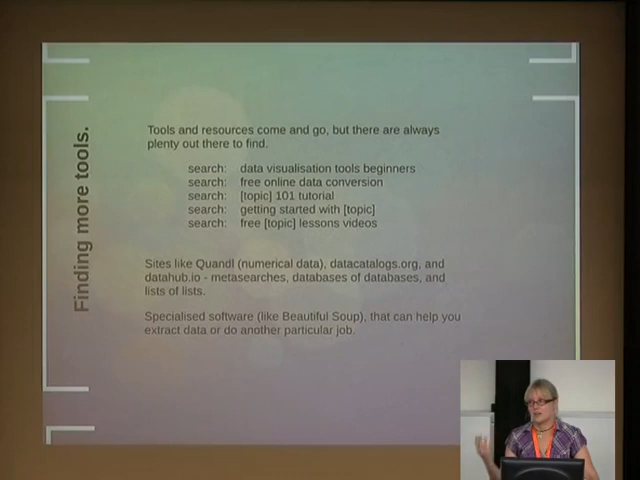 Finding more tools.
Tools and resources come and go, but there are always
plenty out there to find.
search: data visualisation tools beginners
search: free online data conversion
search: [topic] 101 tutorial
search: getting started with [topic]
search: free [topic] lessons videos
Sites like Quandl (numerical data), datacatalogs.org, and
datahub.io - metasearches, databases of databases, and
lists of lists.
Specialised software (like Beautiful Soup), that can help you
extract data or do another particular job.